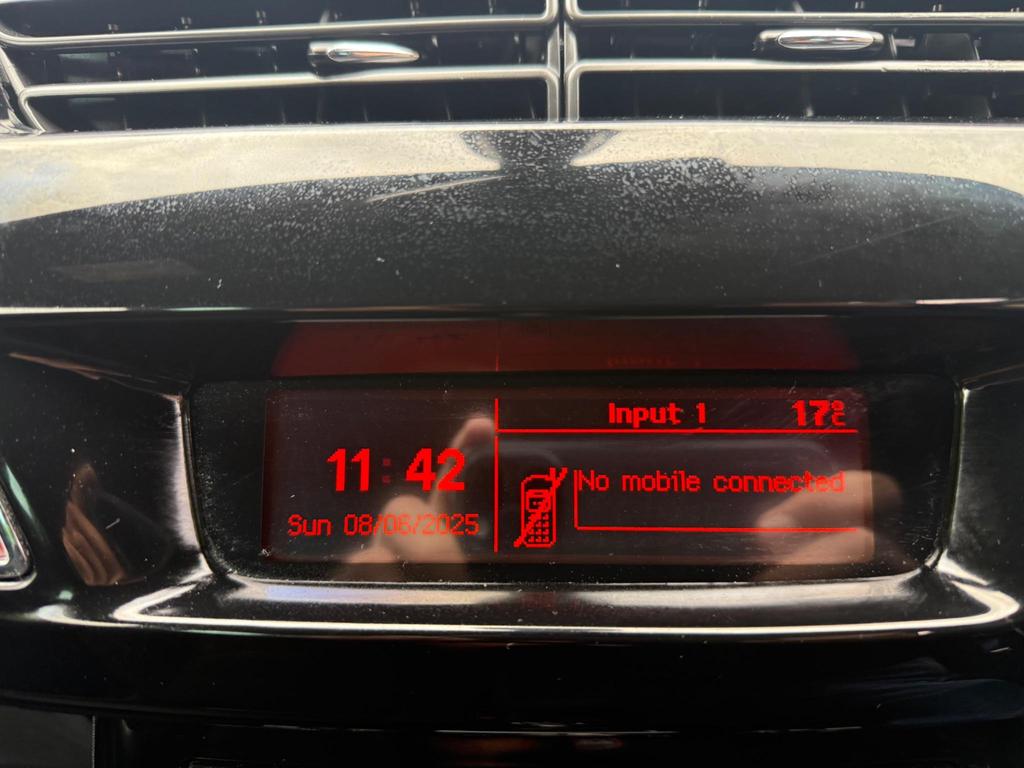 11:42
Sun 08/06/2025
Input 1
17°C
No mobile connected